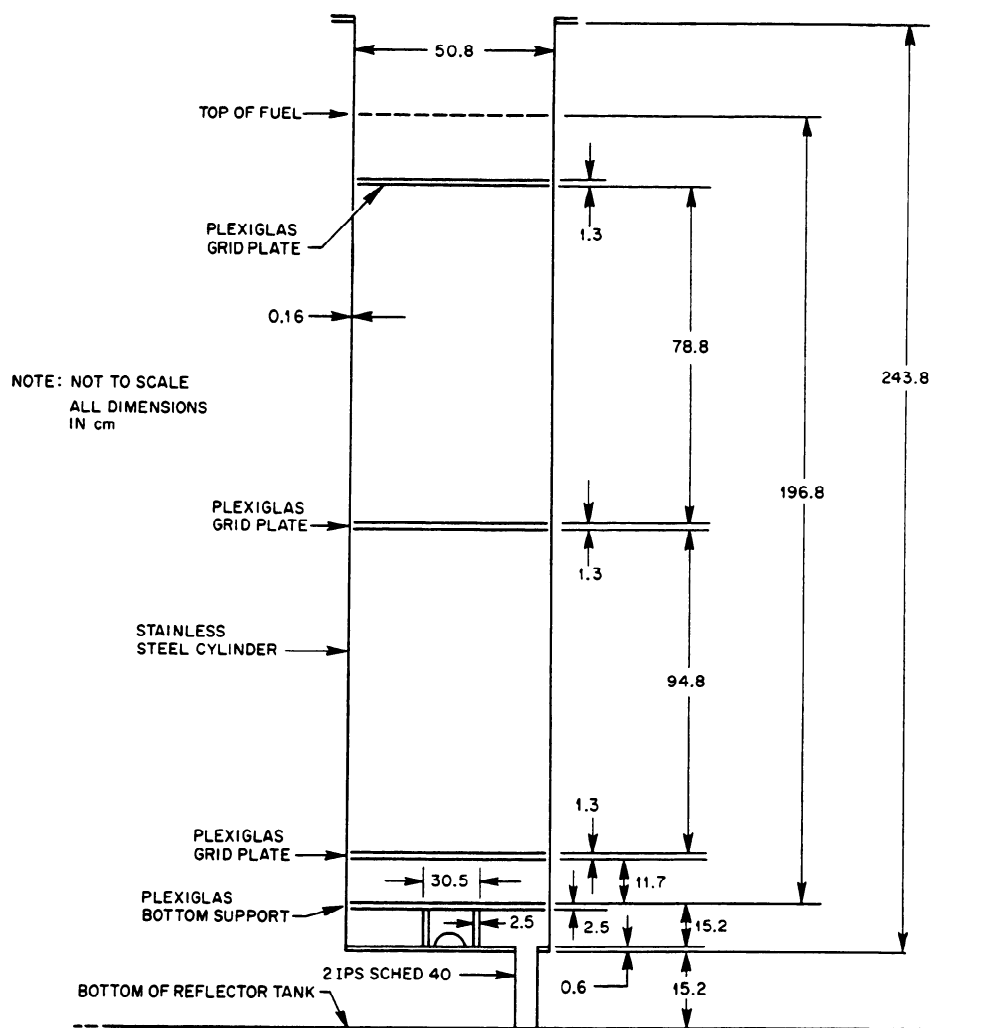 50.8
TOP OF FUEL
PLEXIGLAS
GRID PLATE
1.3
0.16
78.8
243.8
NOTE: NOT TO SCALE
ALL DIMENSIONS
IN cm
196.8
PLEXIGLAS
GRID PLATE
1.3
STAINLESS
STEEL CYLINDER
94.8
1.3
PLEXIGLAS
GRID PLATE
30.5
11.7
PLEXIGLAS
BOTTOM SUPPORT
2.5
2.5
15.2
2 IPS SCHED 40
0.6
15.2
BOTTOM OF REFLECTOR TANK